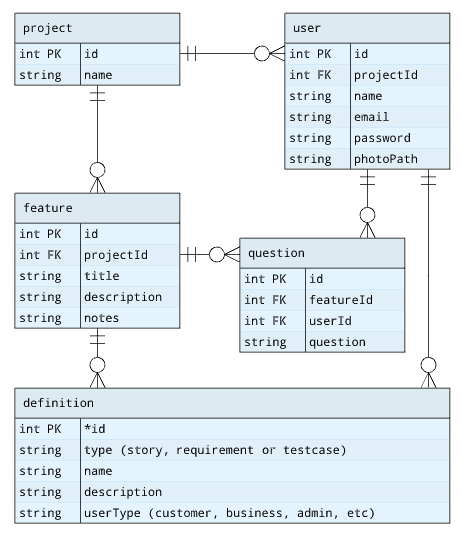 project
int PK id
string name
user
int PK id
int FK projectId
string name
string email
string password
string photoPath
feature
int PK id
int FK projectId
string title
string description
string notes
question
int PK id
int FK featureId
int FK userId
string question
definition
int PK *id
string type (story, requirement or testcase)
string name
string description
string userType (customer, business, admin, etc)